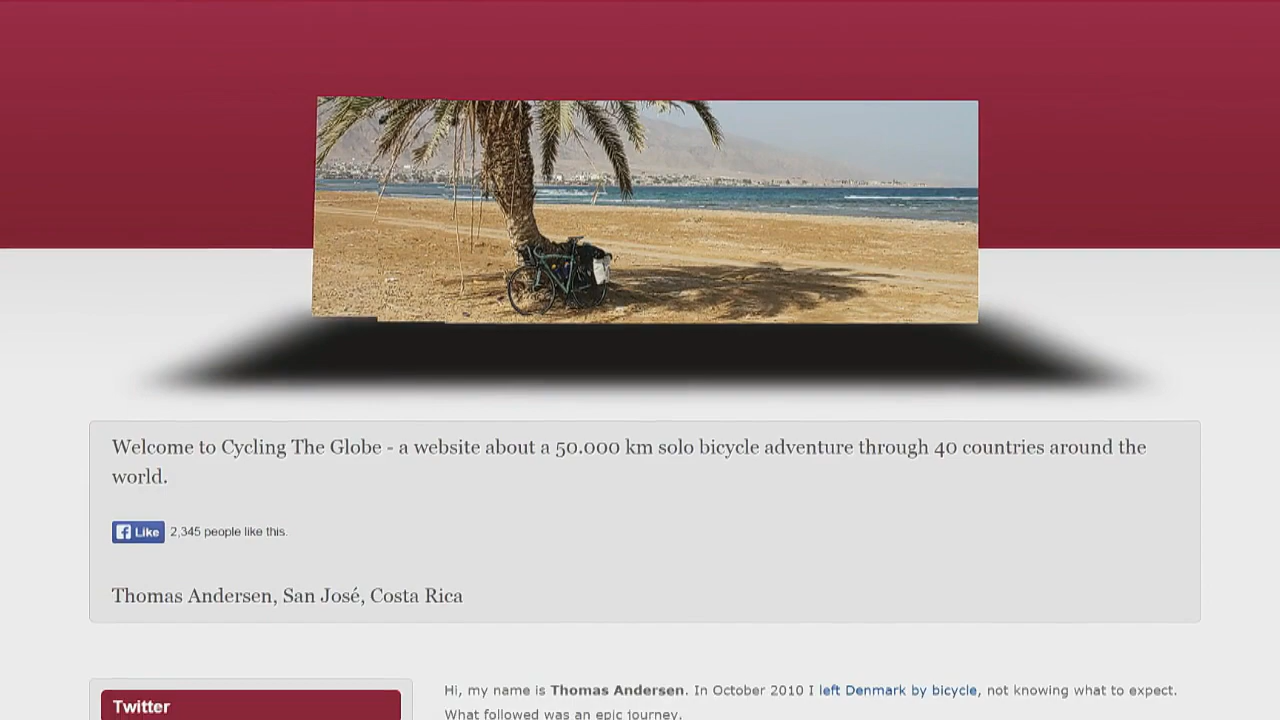 Welcome to Cycling The Globe - a website about a 50.000 km solo bicycle adventure through 40 countries around the
world.
Like 2,345 people like this.
Thomas Andersen, San José, Costa Rica
Twitter
Hi, my name is Thomas Andersen. In October 2010 I left Denmark by bicycle, not knowing what to expect.
What followed was an epic journey.